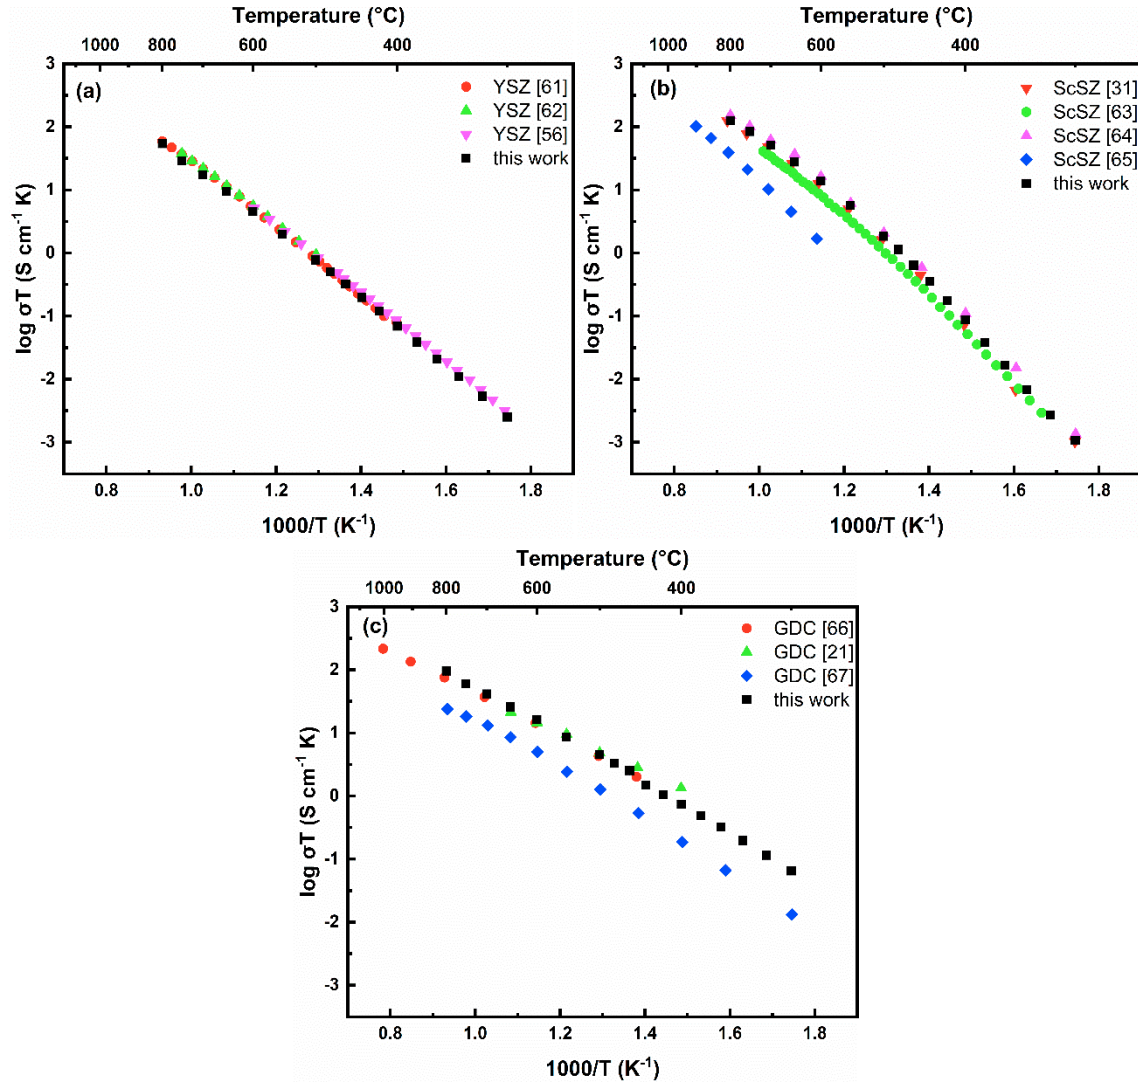 Temperature (°C)
1000 800 600 400
3
2
1
0
-1
-2
-3
log σT (S cm⁻¹ K)
(a)
YSZ [61]
YSZ [62]
YSZ [56]
this work
0.8 1.0 1.2 1.4 1.6 1.8
1000/T (K⁻¹)
Temperature (°C)
1000 800 600 400
3
2
1
0
-1
-2
-3
log σT (S cm⁻¹ K)
(b)
ScSZ [31]
ScSZ [63]
ScSZ [64]
ScSZ [65]
this work
0.8 1.0 1.2 1.4 1.6 1.8
1000/T (K⁻¹)
Temperature (°C)
1000 800 600 400
3
2
1
0
-1
-2
-3
log σT (S cm⁻¹ K)
(c)
GDC [66]
GDC [21]
GDC [67]
this work
0.8 1.0 1.2 1.4 1.6 1.8
1000/T (K⁻¹)